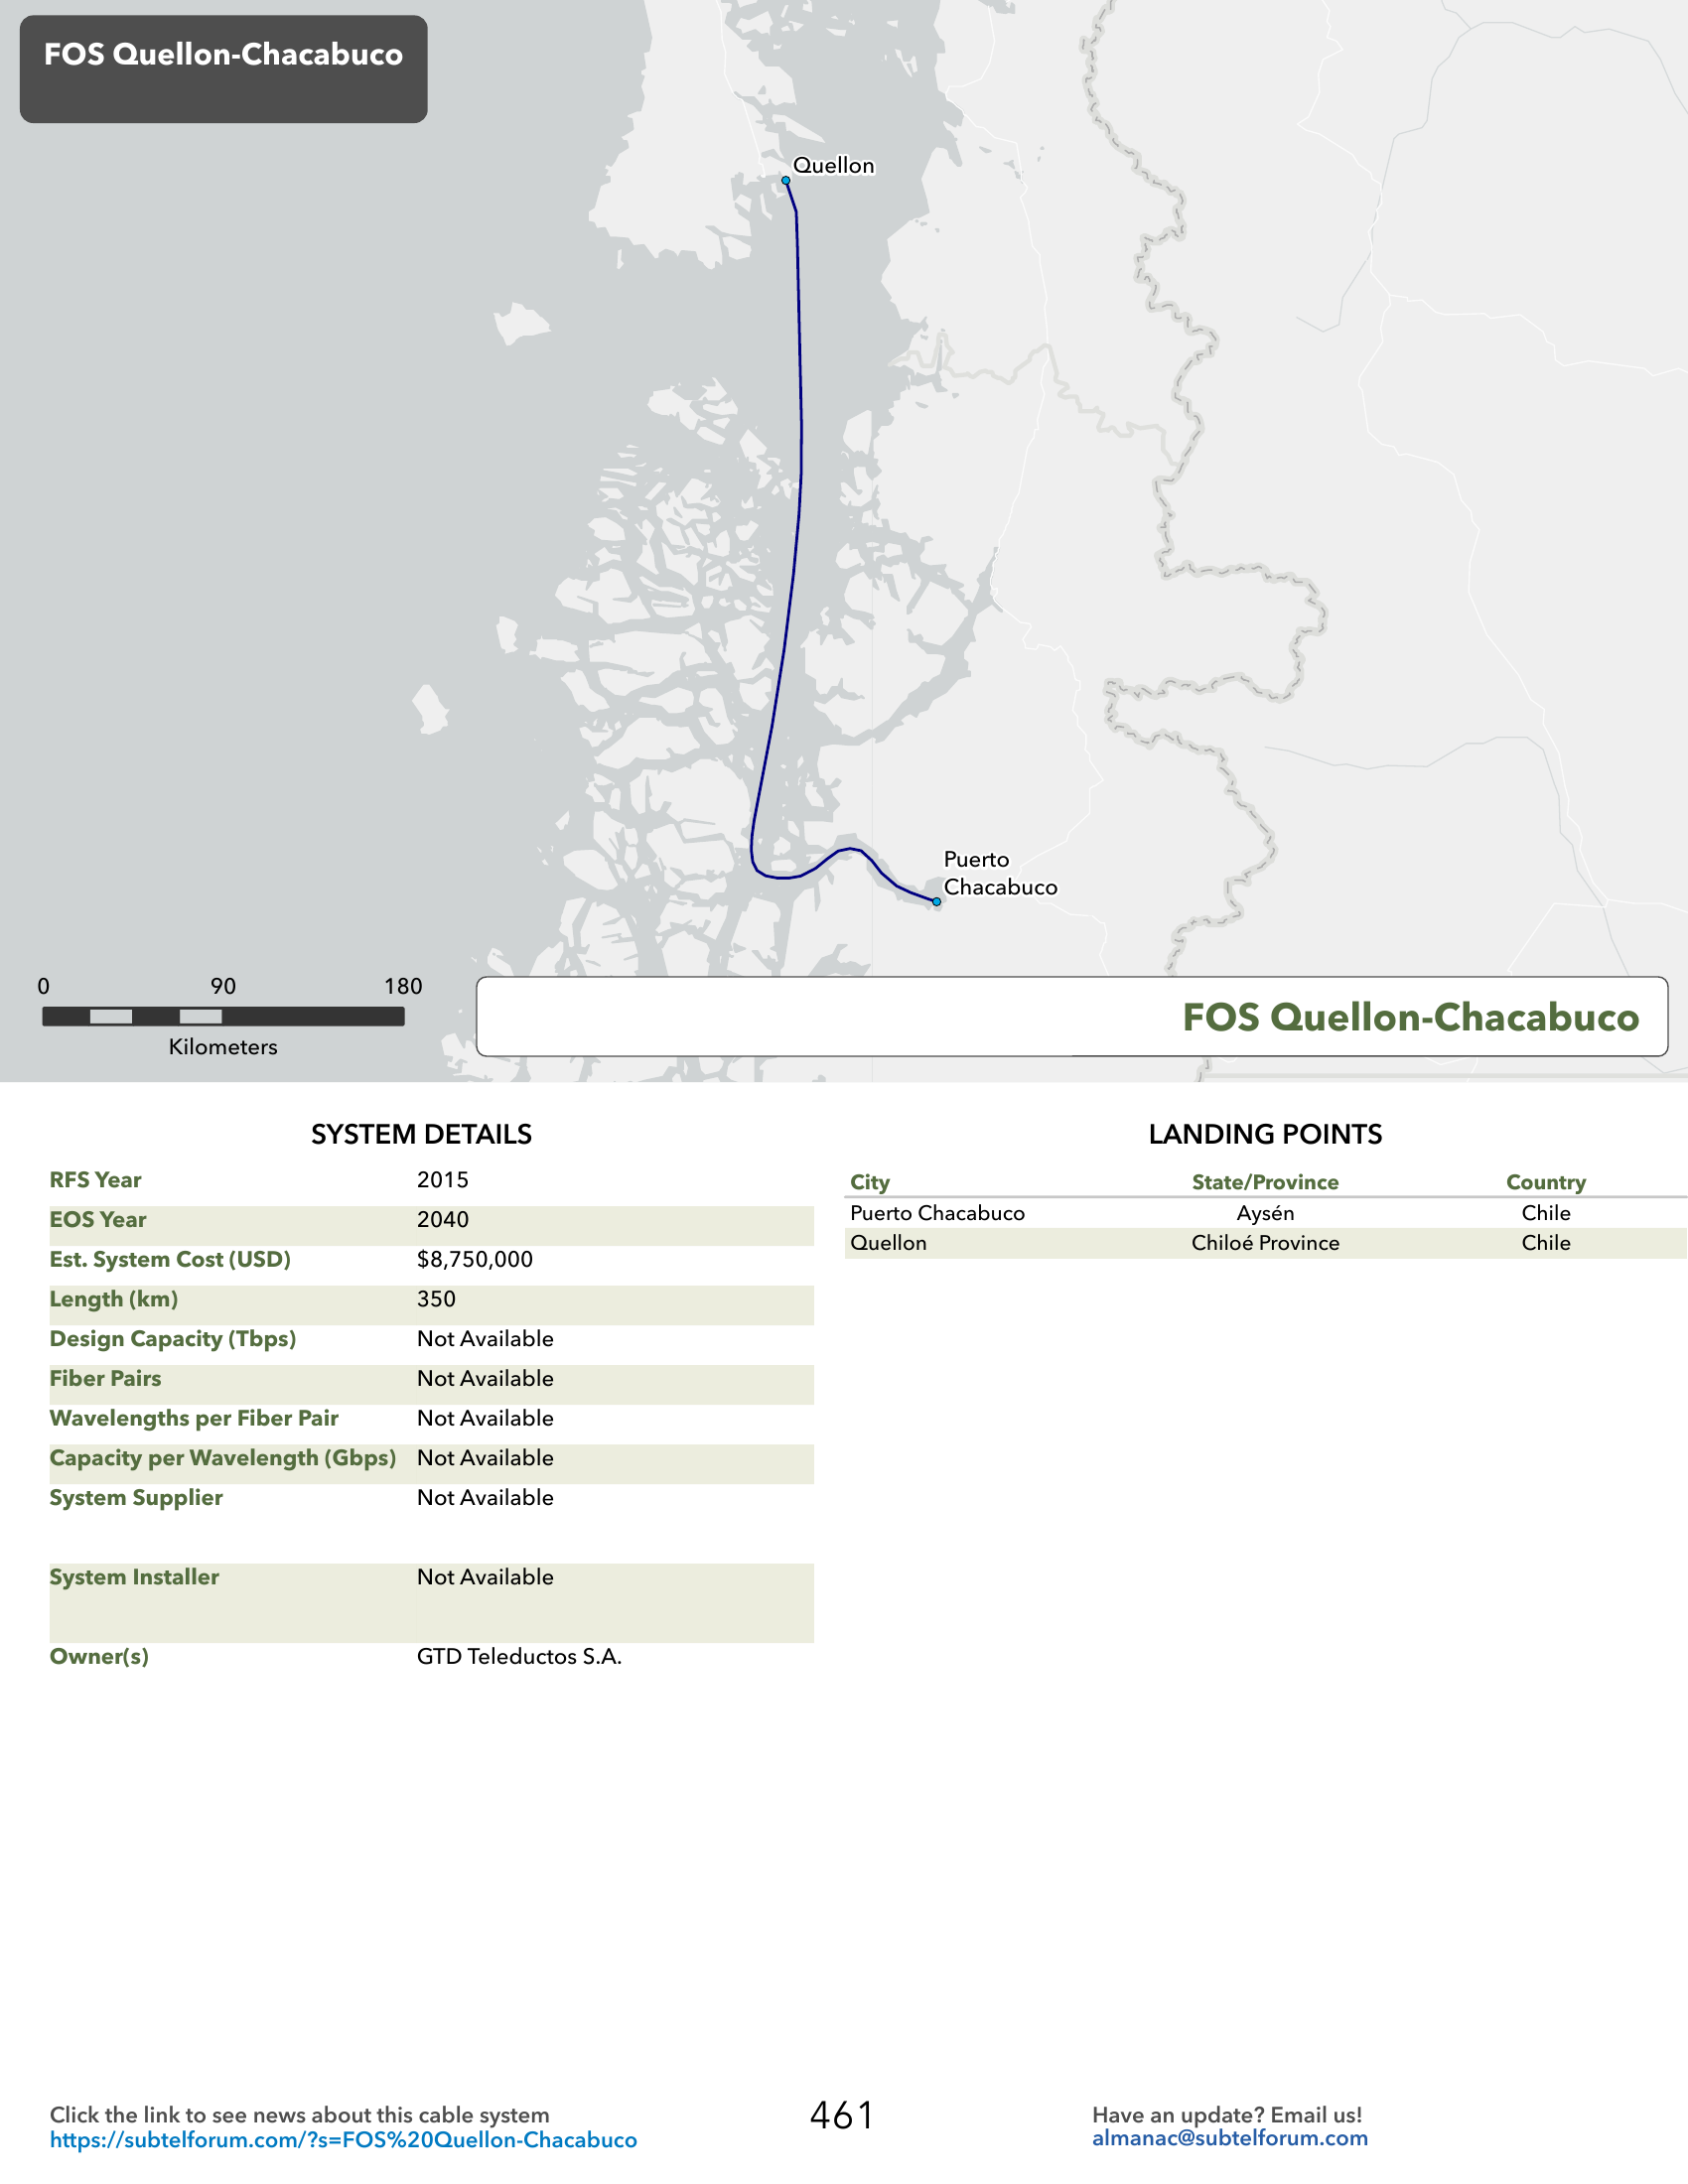 FOS Quellon-Chacabuco
Quellon
Puerto
Chacabuco
0 90 180
Kilometers
FOS Quellon-Chacabuco
SYSTEM DETAILS
RFS Year 2015
EOS Year 2040
Est. System Cost (USD) $8,750,000
Length (km) 350
Design Capacity (Tbps) Not Available
Fiber Pairs Not Available
Wavelengths per Fiber Pair Not Available
Capacity per Wavelength (Gbps) Not Available
System Supplier Not Available
System Installer Not Available
Owner(s) GTD Teleductos S.A.
LANDING POINTS
City State/Province Country
Puerto Chacabuco Aysén Chile
Quellon Chiloé Province Chile
Click the link to see news about this cable system
https://subtelforum.com/?s=FOS%20Quellon-Chacabuco
461
Have an update? Email us!
almanac@subtelforum.com